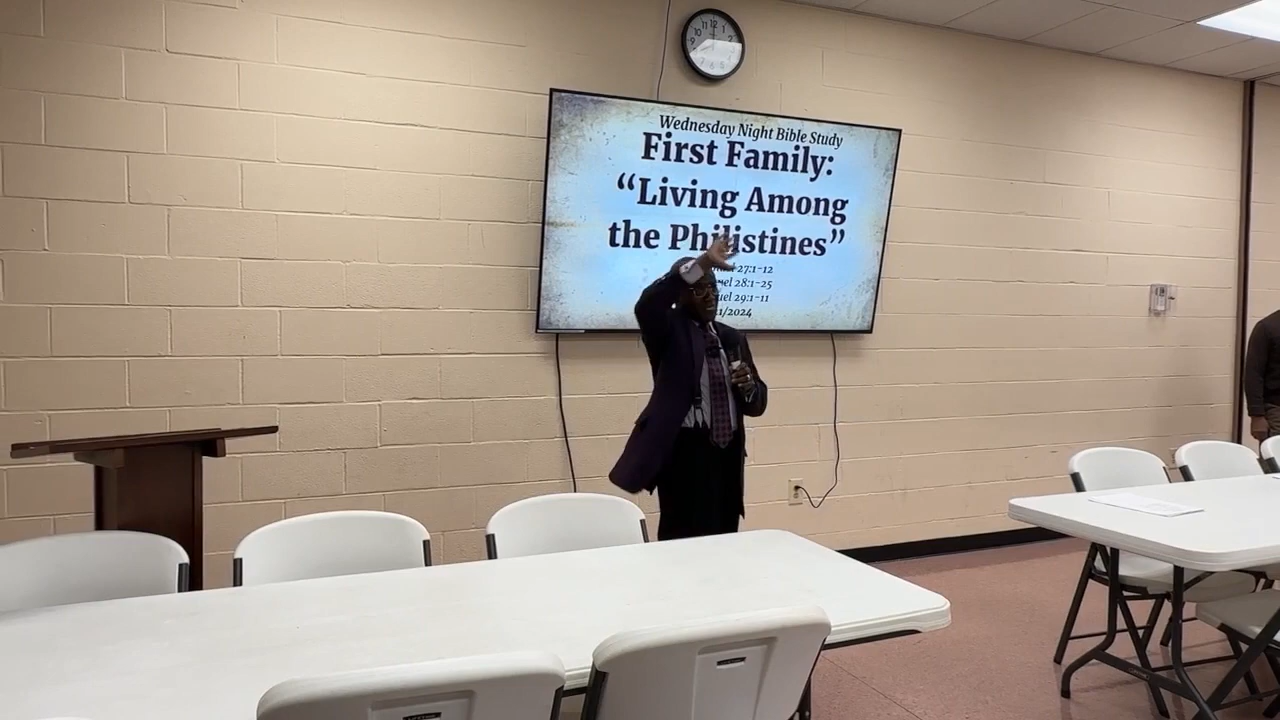 Wednesday Night Bible Study
First Family:
“Living Among
the Philistines”
27:1-12
28:1-25
29:1-11
/2024